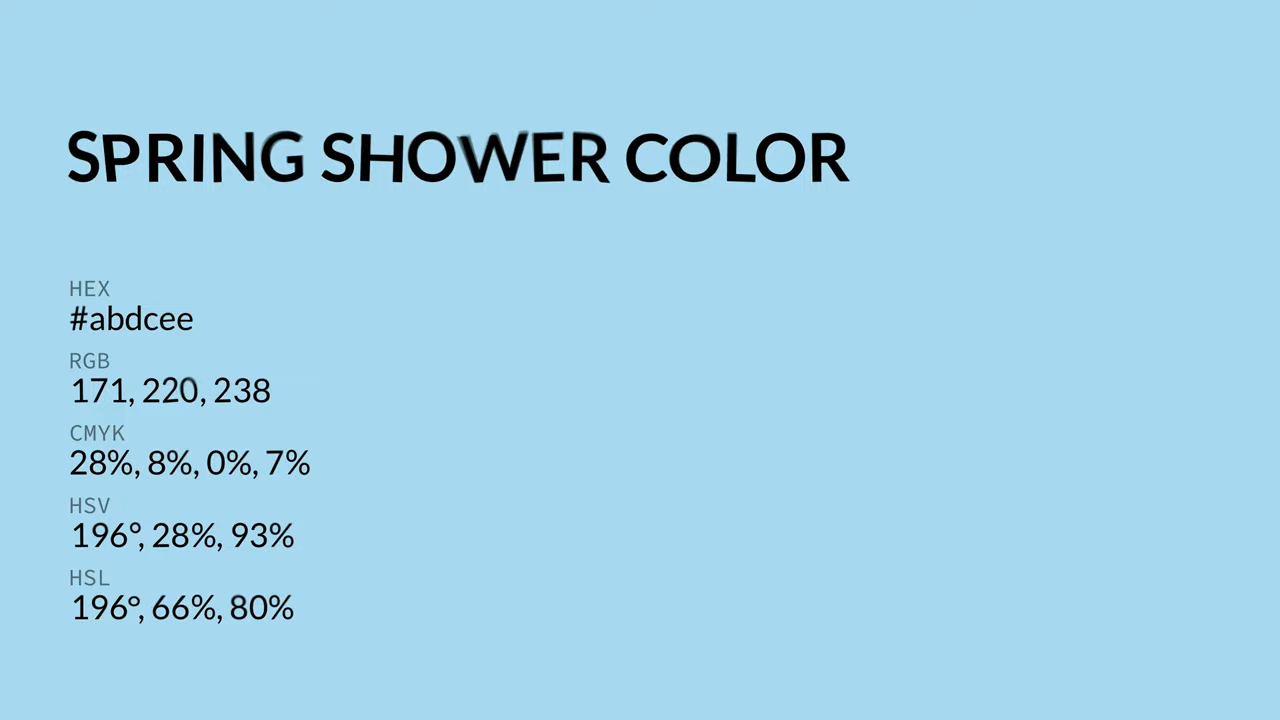 SPRING SHOWER COLOR
HEX
#abdcee
RGB
171, 220, 238
CMYK
28%, 8%, 0%, 7%
HSV
196°, 28%, 93%
HSL
196°, 66%, 80%